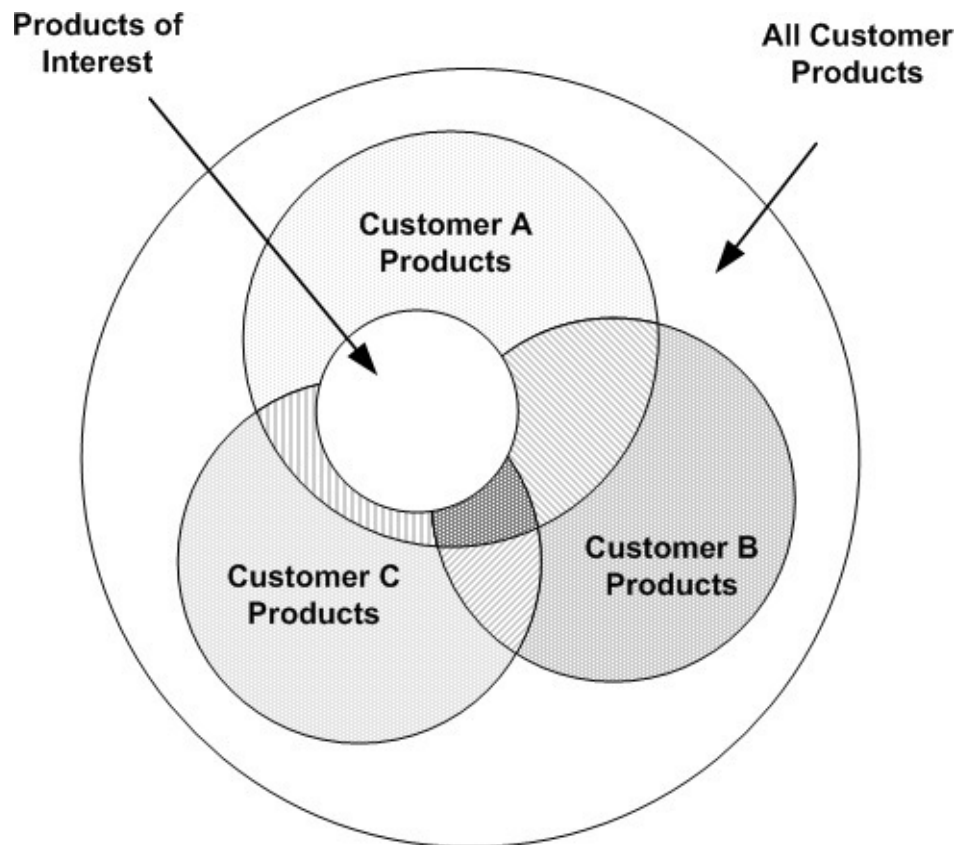 Products of
Interest
All Customer
Products
Customer A
Products
Customer B
Products
Customer C
Products